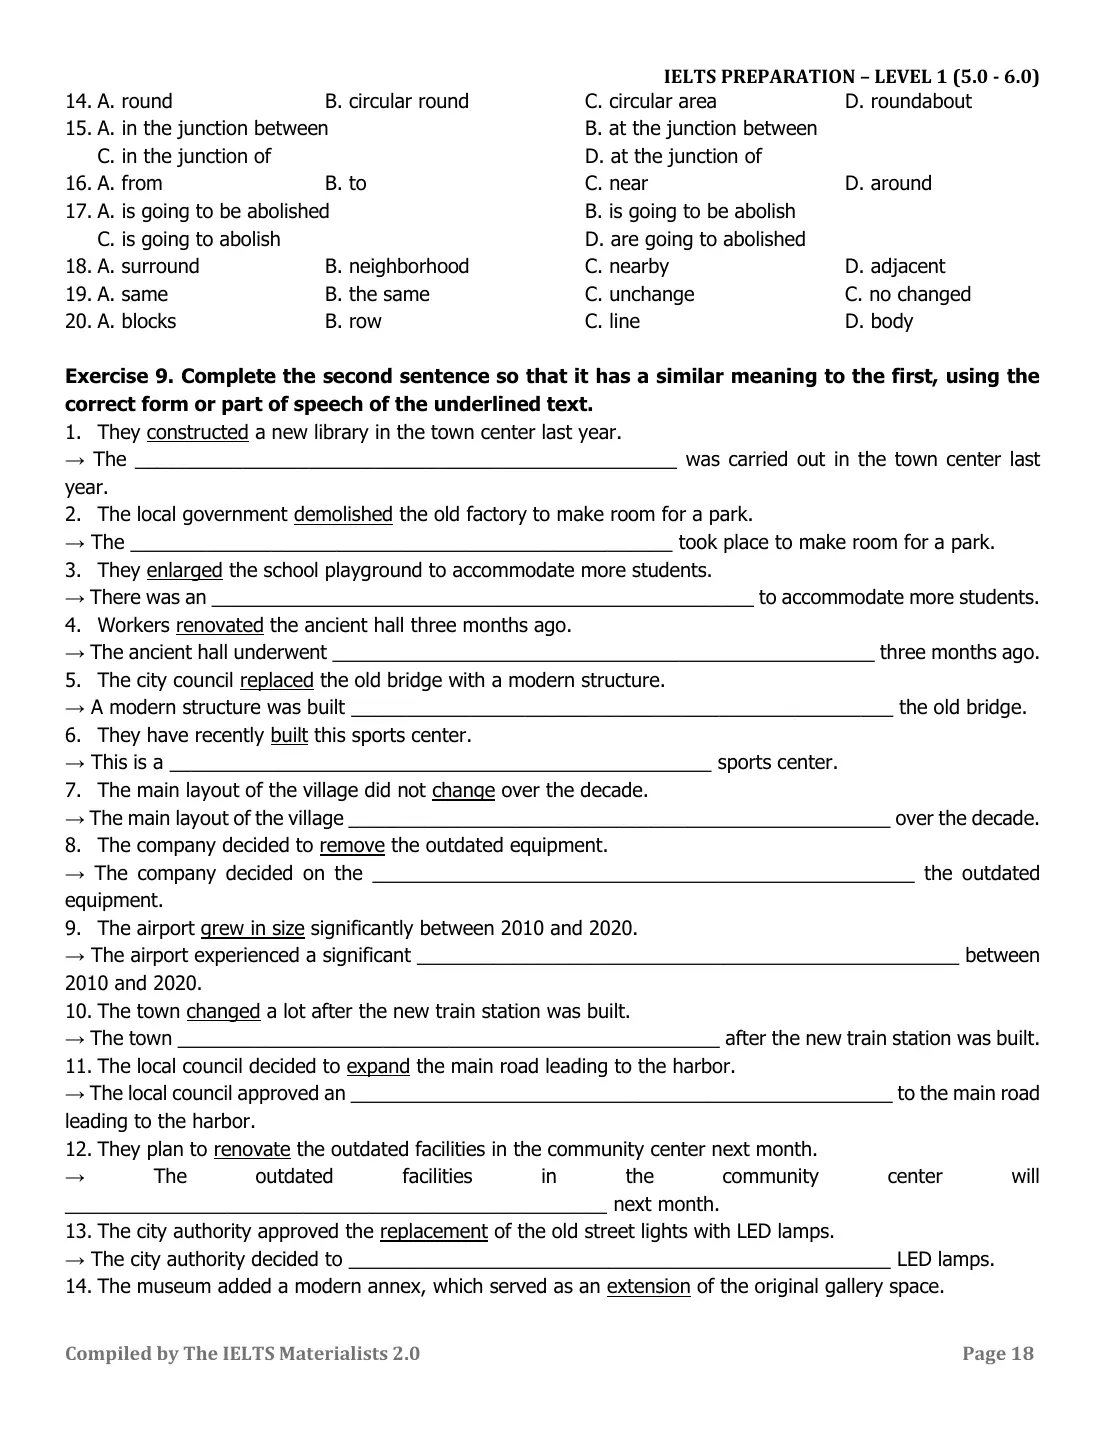 IELTS PREPARATION – LEVEL 1 (5.0 - 6.0)
14. A. round B. circular round C. circular area D. roundabout
15. A. in the junction between B. at the junction between
C. in the junction of D. at the junction of
16. A. from B. to C. near D. around
17. A. is going to be abolished B. is going to be abolish
C. is going to abolish D. are going to abolished
18. A. surround B. neighborhood C. nearby D. adjacent
19. A. same B. the same C. unchange C. no changed
20. A. blocks B. row C. line D. body
Exercise 9. Complete the second sentence so that it has a similar meaning to the first, using the
correct form or part of speech of the underlined text.
1. They constructed a new library in the town center last year.
→ The ____________________ was carried out in the town center last
year.
2. The local government demolished the old factory to make room for a park.
→ The ____________________ took place to make room for a park.
3. They enlarged the school playground to accommodate more students.
→ There was an ____________________ to accommodate more students.
4. Workers renovated the ancient hall three months ago.
→ The ancient hall underwent ____________________ three months ago.
5. The city council replaced the old bridge with a modern structure.
→ A modern structure was built ____________________ the old bridge.
6. They have recently built this sports center.
→ This is a ____________________ sports center.
7. The main layout of the village did not change over the decade.
→ The main layout of the village ____________________ over the decade.
8. The company decided to remove the outdated equipment.
→ The company decided on the ____________________ the outdated
equipment.
9. The airport grew in size significantly between 2010 and 2020.
→ The airport experienced a significant ____________________ between
2010 and 2020.
10. The town changed a lot after the new train station was built.
→ The town ____________________ after the new train station was built.
11. The local council decided to expand the main road leading to the harbor.
→ The local council approved an ____________________ to the main road
leading to the harbor.
12. They plan to renovate the outdated facilities in the community center next month.
→ The outdated facilities in the community center will
____________________ next month.
13. The city authority approved the replacement of the old street lights with LED lamps.
→ The city authority decided to ____________________ LED lamps.
14. The museum added a modern annex, which served as an extension of the original gallery space.
Compiled by The IELTS Materialists 2.0 Page 18